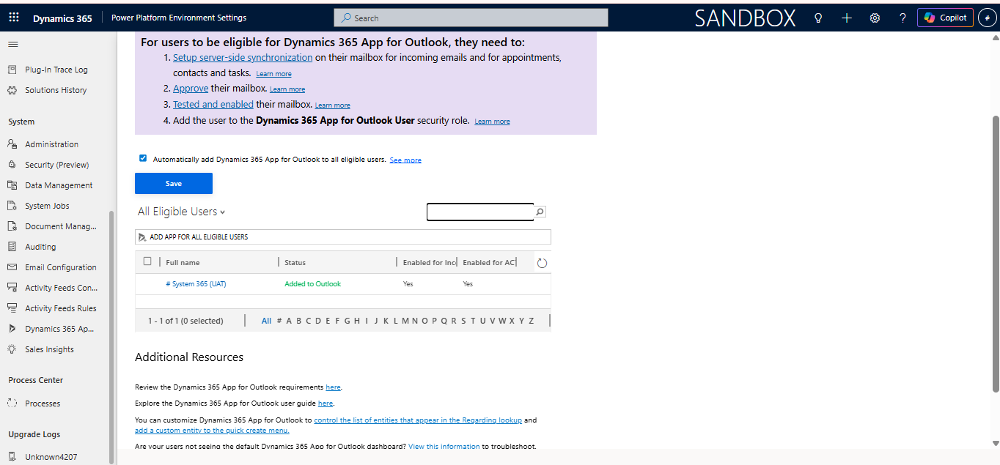 Dynamics 365
Power Platform Environment Settings
Search
SANDBOX
Copilot
#
Plug-In Trace Log
Solutions History
System
Administration
Security (Preview)
Data Management
System Jobs
Document Manag...
Auditing
Email Configuration
Activity Feeds Con...
Activity Feeds Rules
Dynamics 365 Ap...
Sales Insights
Process Center
Processes
Upgrade Logs
Unknown4207
For users to be eligible for Dynamics 365 App for Outlook, they need to:
1. Setup server-side synchronization on their mailbox for incoming emails and for appointments,
contacts and tasks. Learn more
2. Approve their mailbox. Learn more
3. Tested and enabled their mailbox. Learn more
4. Add the user to the Dynamics 365 App for Outlook User security role. Learn more
Automatically add Dynamics 365 App for Outlook to all eligible users. See more
Save
All Eligible Users
ADD APP FOR ALL ELIGIBLE USERS
Full name Status Enabled for Inc Enabled for AC
# System 365 (UAT) Added to Outlook Yes Yes
1 - 1 of 1 (0 selected) All # A B C D E F G H I J K L M N O P Q R S T U V W X Y Z
Additional Resources
Review the Dynamics 365 App for Outlook requirements here.
Explore the Dynamics 365 App for Outlook user guide here.
You can customize Dynamics 365 App for Outlook to control the list of entities that appear in the Regarding lookup and
add a custom entity to the quick create menu.
Are your users not seeing the default Dynamics 365 App for Outlook dashboard? View this information to troubleshoot.